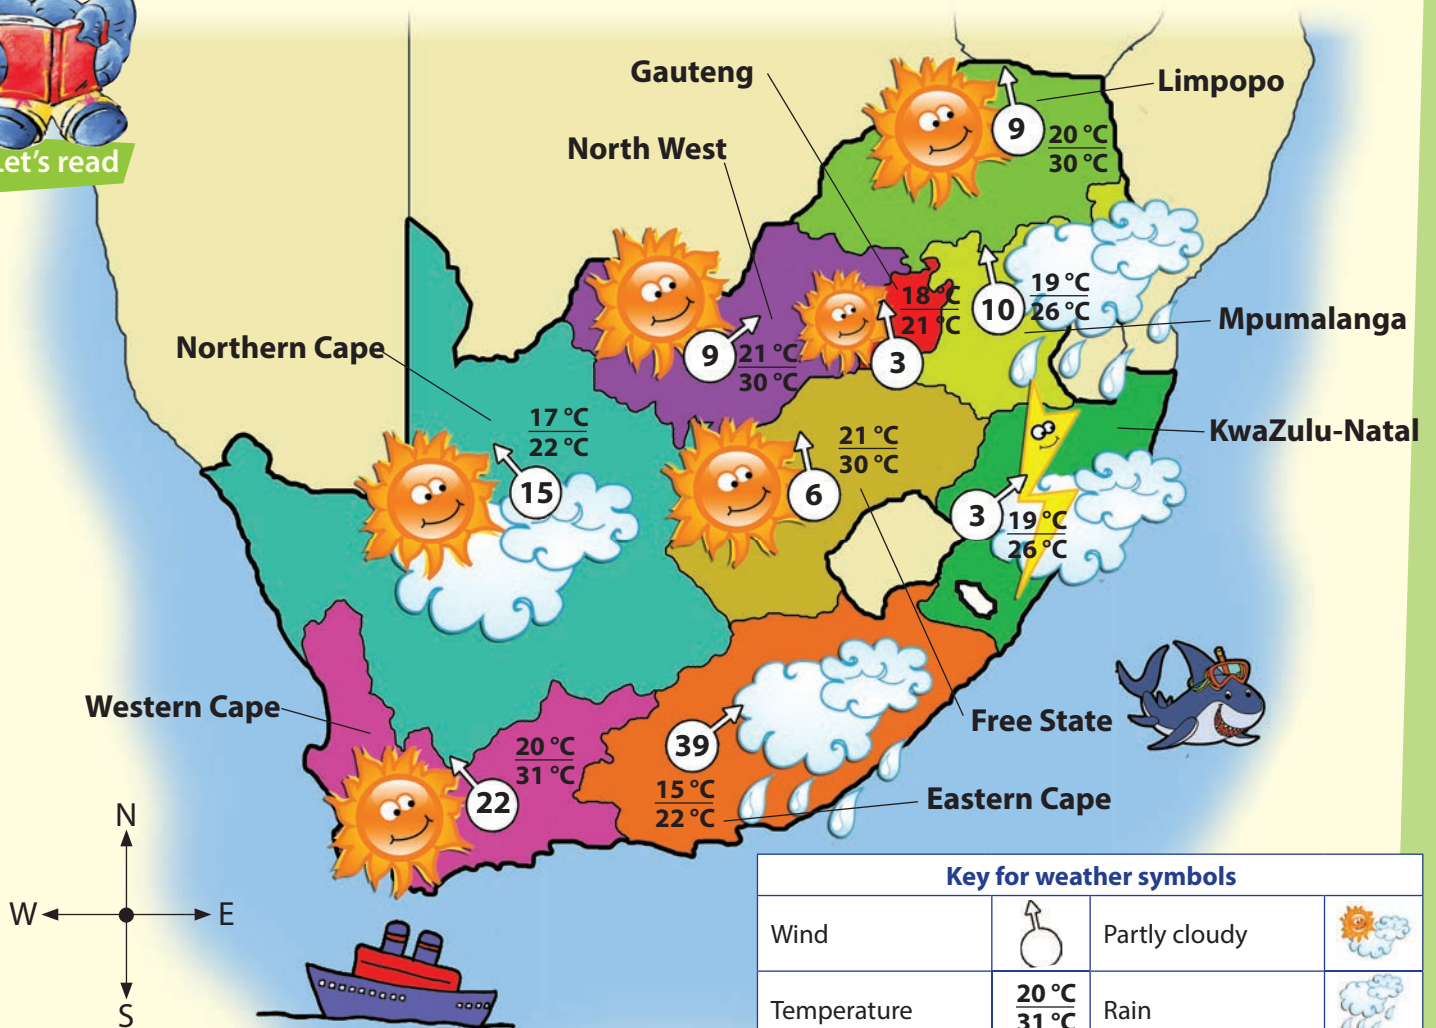 Let's read
Gauteng
Limpopo
9
20 °C
30 °C
North West
18 °C
21 °C
10
19 °C
26 °C
Mpumalanga
Northern Cape
9
21 °C
30 °C
3
17 °C
22 °C
15
21 °C
30 °C
6
KwaZulu-Natal
3
19 °C
26 °C
Western Cape
20 °C
31 °C
22
39
15 °C
22 °C
Free State
Eastern Cape
N
W
E
S
Key for weather symbols
Wind
Partly cloudy
Temperature
20 °C
31 °C
Rain